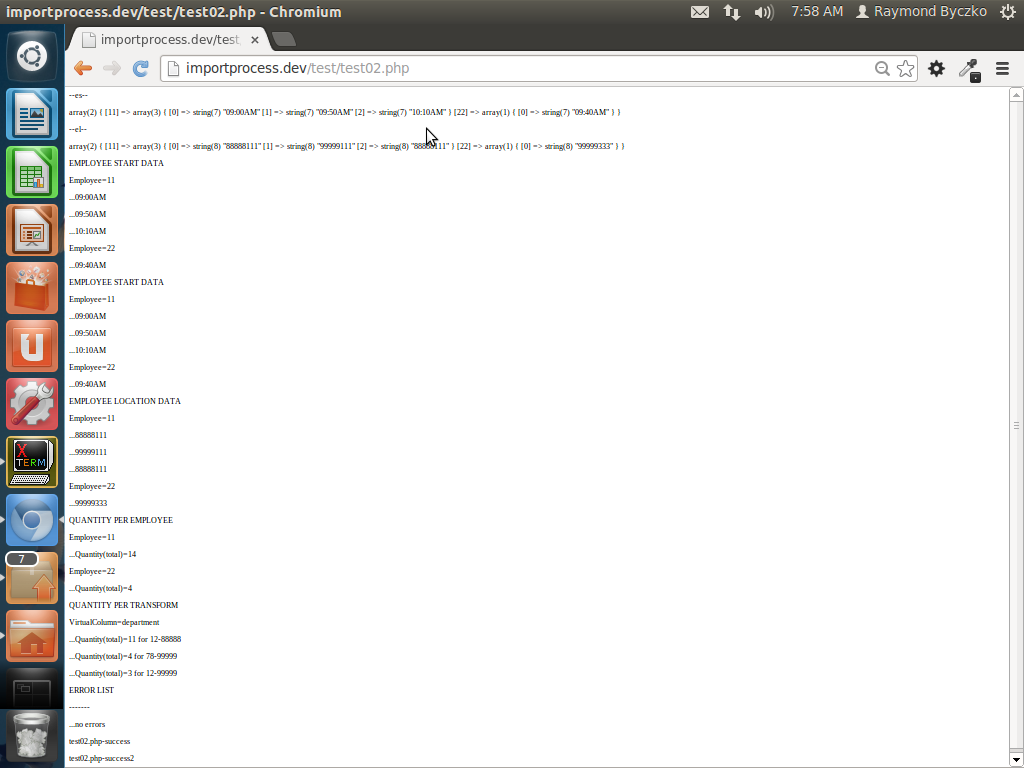 importprocess.dev/test/test02.php - Chromium
7:58 AM
Raymond Byczko
importprocess.dev/test
importprocess.dev/test/test02.php
--es--
array(2) { [11] => array(3) { [0] => string(7) "09:00AM" [1] => string(7) "09:50AM" [2] => string(7) "10:10AM" } [22] => array(1) { [0] => string(7) "09:40AM" } }
--el--
array(2) { [11] => array(3) { [0] => string(8) "88888111" [1] => string(8) "99999111" [2] => string(8) "88888111" } [22] => array(1) { [0] => string(8) "99999333" } }
EMPLOYEE START DATA
Employee=11
...09:00AM
...09:50AM
...10:10AM
Employee=22
...09:40AM
EMPLOYEE START DATA
Employee=11
...09:00AM
...09:50AM
...10:10AM
Employee=22
...09:40AM
EMPLOYEE LOCATION DATA
Employee=11
...88888111
...99999111
...88888111
Employee=22
...99999333
QUANTITY PER EMPLOYEE
Employee=11
...Quantity(total)=14
Employee=22
...Quantity(total)=4
QUANTITY PER TRANSFORM
VirtualColumn=department
...Quantity(total)=11 for 12-88888
...Quantity(total)=4 for 78-99999
...Quantity(total)=3 for 12-99999
ERROR LIST
-------
...no errors
test02.php-success
test02.php-success2
X
TERM
7